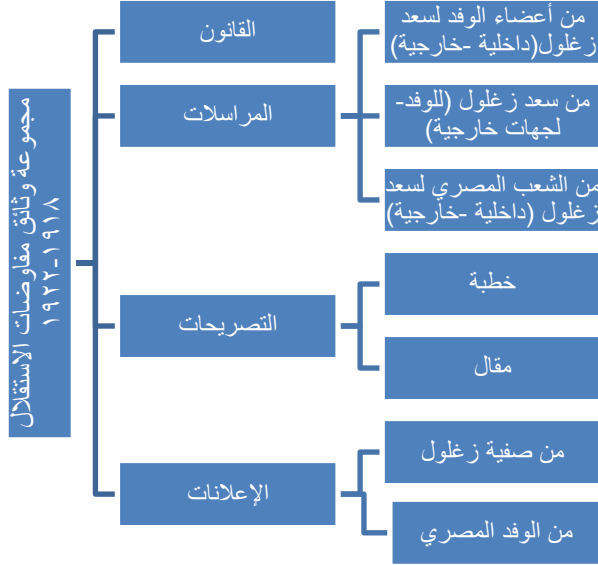 مجموعة وثائق مفاوضات الاستقلال
١٩١٨-١٩٢٢
القانون
المراسلات
من أعضاء الوفد لسعد
زغلول(داخلية -خارجية)
من سعد زغلول (للوفد-
لجهات خارجية)
من الشعب المصري لسعد
زغلول (داخلية -خارجية)
التصريحات
خطبة
مقال
الإعلانات
من صفية زغلول
من الوفد المصري